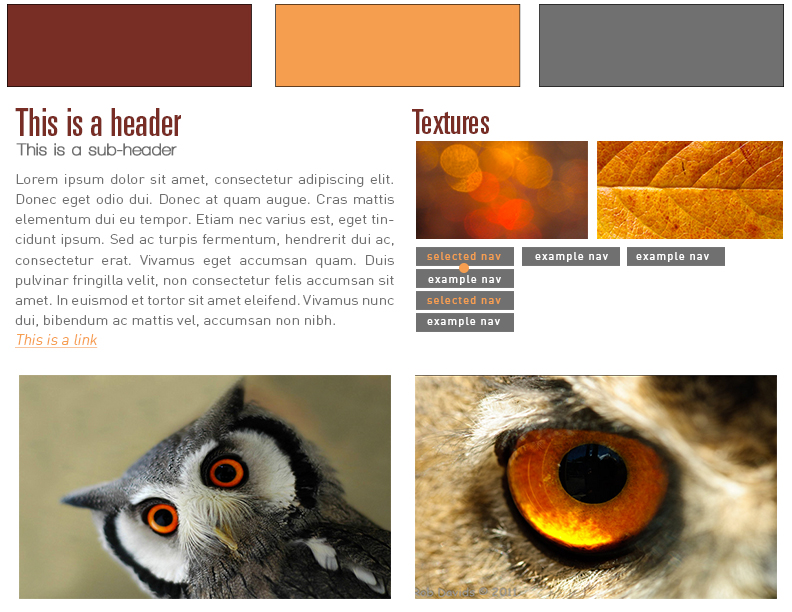 This is a header
This is a sub-header
Lorem ipsum dolor sit amet, consectetur adipiscing elit.
Donec eget odio dui. Donec at quam augue. Cras mattis
elementum dui eu tempor. Etiam nec varius est, eget tin-
cidunt ipsum. Sed ac turpis fermentum, hendrerit dui ac,
consectetur erat. Vivamus eget accumsan quam. Duis
pulvinar fringilla velit, non consectetur felis accumsan sit
amet. In euismod et tortor sit amet eleifend. Vivamus nunc
dui, bibendum ac mattis vel, accumsan non nibh.
This is a link
Textures
selected nav
example nav
example nav
example nav
selected nav
example nav